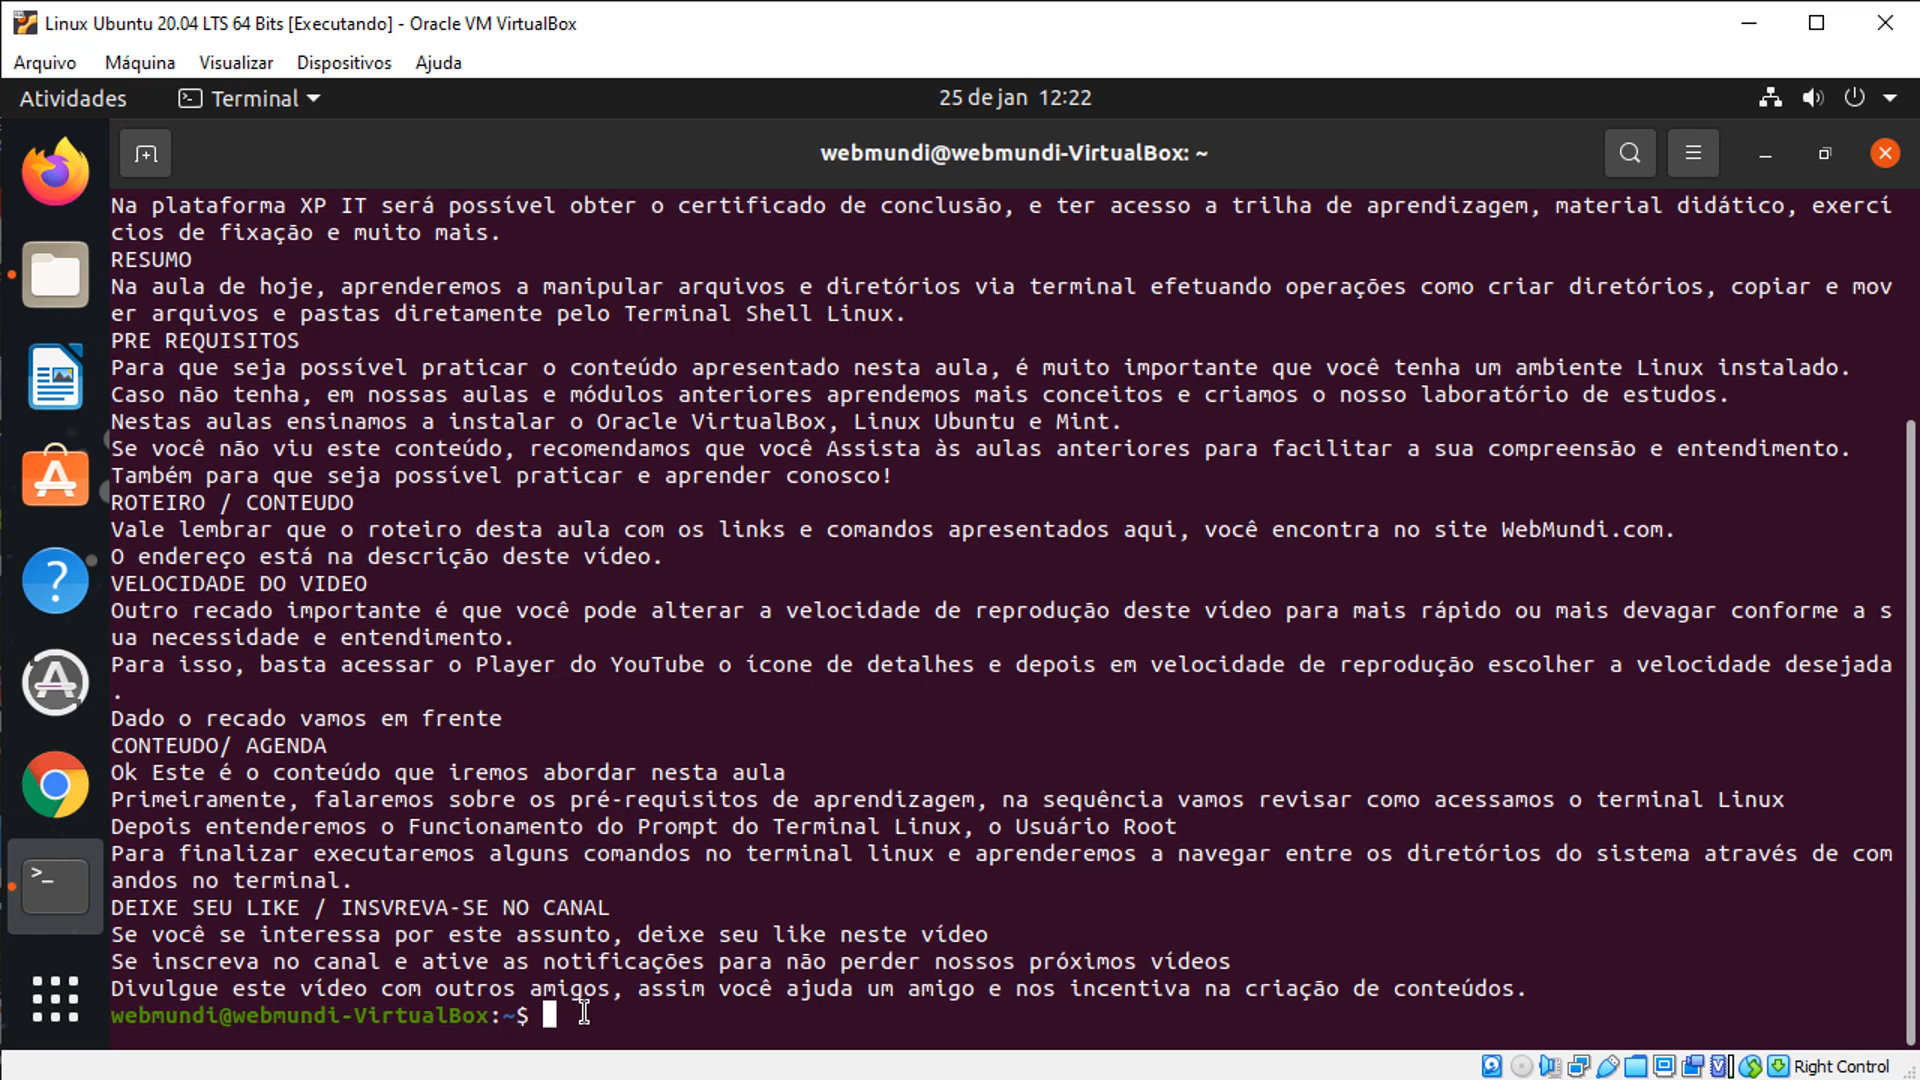 Linux Ubuntu 20.04 LTS 64 Bits [Executando] - Oracle VM VirtualBox
Arquivo Máquina Visualizar Dispositivos Ajuda
Atividades Terminal 25 de jan 12:22
webmundi@webmundi-VirtualBox: ~
Na plataforma XP IT será possível obter o certificado de conclusão, e ter acesso a trilha de aprendizagem, material didático, exercí
cios de fixação e muito mais.
RESUMO
Na aula de hoje, aprenderemos a manipular arquivos e diretórios via terminal efetuando operações como criar diretórios, copiar e mov
er arquivos e pastas diretamente pelo Terminal Shell Linux.
PRE REQUISITOS
Para que seja possível praticar o conteúdo apresentado nesta aula, é muito importante que você tenha um ambiente Linux instalado.
Caso não tenha, em nossas aulas e módulos anteriores aprendemos mais conceitos e criamos o nosso laboratório de estudos.
Nestas aulas ensinamos a instalar o Oracle VirtualBox, Linux Ubuntu e Mint.
Se você não viu este conteúdo, recomendamos que você Assista às aulas anteriores para facilitar a sua compreensão e entendimento.
Também para que seja possível praticar e aprender conosco!
ROTEIRO / CONTEUDO
Vale lembrar que o roteiro desta aula com os links e comandos apresentados aqui, você encontra no site WebMundi.com.
O endereço está na descrição deste vídeo.
VELOCIDADE DO VIDEO
Outro recado importante é que você pode alterar a velocidade de reprodução deste vídeo para mais rápido ou mais devagar conforme a s
ua necessidade e entendimento.
Para isso, basta acessar o Player do YouTube o ícone de detalhes e depois em velocidade de reprodução escolher a velocidade desejada
.
Dado o recado vamos em frente
CONTEUDO/ AGENDA
Ok Este é o conteúdo que iremos abordar nesta aula
Primeiramente, falaremos sobre os pré-requisitos de aprendizagem, na sequência vamos revisar como acessamos o terminal Linux
Depois entenderemos o Funcionamento do Prompt do Terminal Linux, o Usuário Root
Para finalizar executaremos alguns comandos no terminal linux e aprenderemos a navegar entre os diretórios do sistema através de com
andos no terminal.
DEIXE SEU LIKE / INSVREVA-SE NO CANAL
Se você se interessa por este assunto, deixe seu like neste vídeo
Se inscreva no canal e ative as notificações para não perder nossos próximos vídeos
Divulgue este vídeo com outros amigos, assim você ajuda um amigo e nos incentiva na criação de conteúdos.
webmundi@webmundi-VirtualBox:~$
Right Control